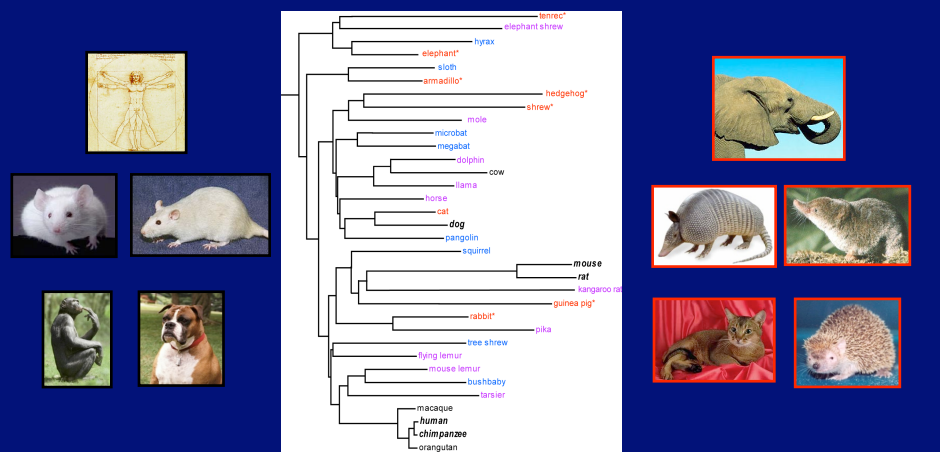 tenrec*
elephant shrew
hyrax
elephant*
sloth
armadillo*
hedgehog*
shrew*
mole
microbat
megabat
dolphin
cow
llama
horse
cat
dog
pangolin
squirrel
mouse
rat
kangaroo rat
guinea pig*
rabbit*
pika
tree shrew
flying lemur
mouse lemur
bushbaby
tarsier
macaque
human
chimpanzee
orangutan